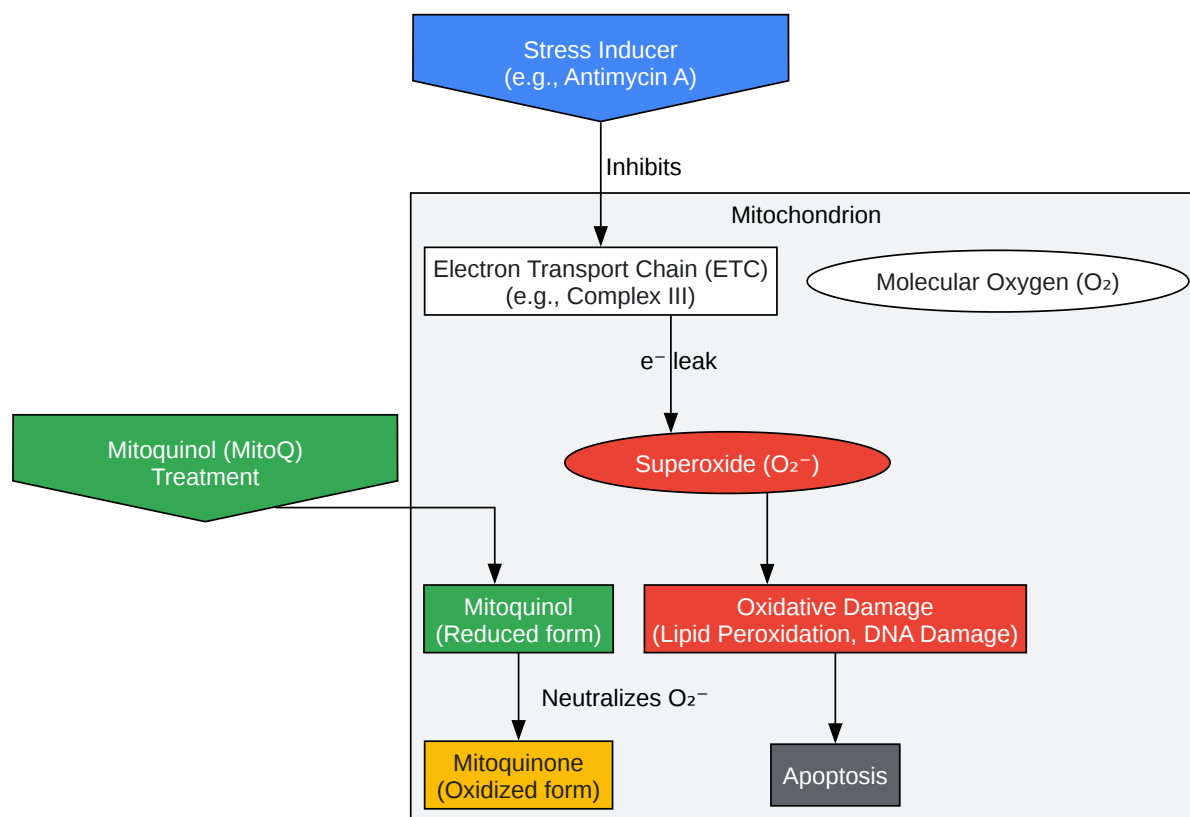 Stress Inducer
(e.g., Antimycin A)
Inhibits
Mitochondrion
Electron Transport Chain (ETC)
(e.g., Complex III)
Molecular Oxygen (O₂)
e⁻ leak
Mitoquinol (MitoQ)
Treatment
Superoxide (O₂⁻)
Mitoquinol
(Reduced form)
Oxidative Damage
(Lipid Peroxidation, DNA Damage)
Neutralizes O₂⁻
Mitoquinone
(Oxidized form)
Apoptosis